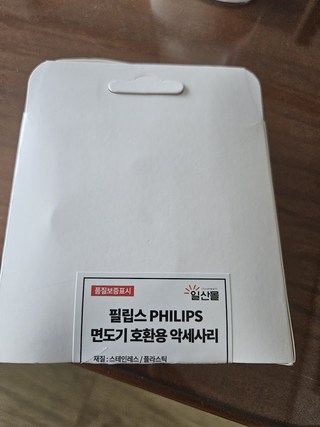 품질보증표시
일산몰
필립스 PHILIPS
면도기 호환용 악세사리
재질 : 스테인레스 / 플라스틱